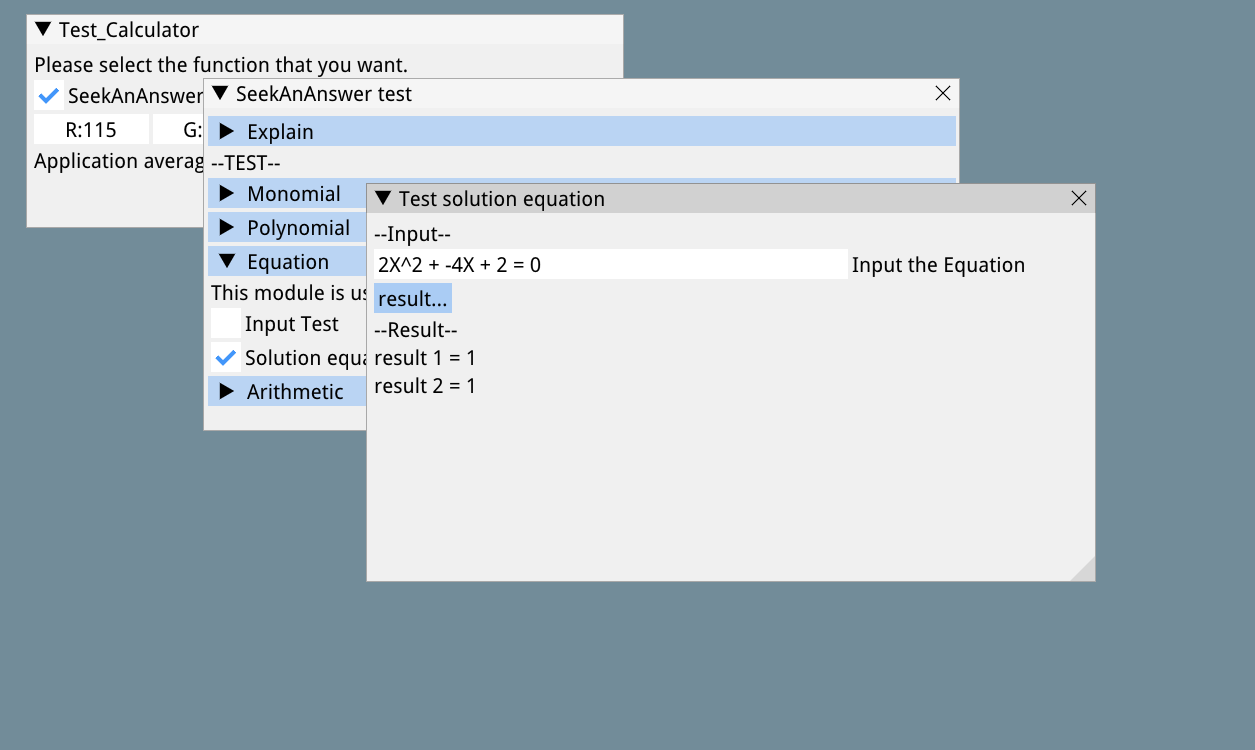 Test_Calculator
Please select the function that you want.
SeekAnAnswer
R:115 G:
Application averag
SeekAnAnswer test
Explain
--TEST--
Monomial
Polynomial
Equation
This module is us
Input Test
Solution equa
Arithmetic
Test solution equation
--Input--
2X^2 + -4X + 2 = 0 Input the Equation
result...
--Result--
result 1 = 1
result 2 = 1